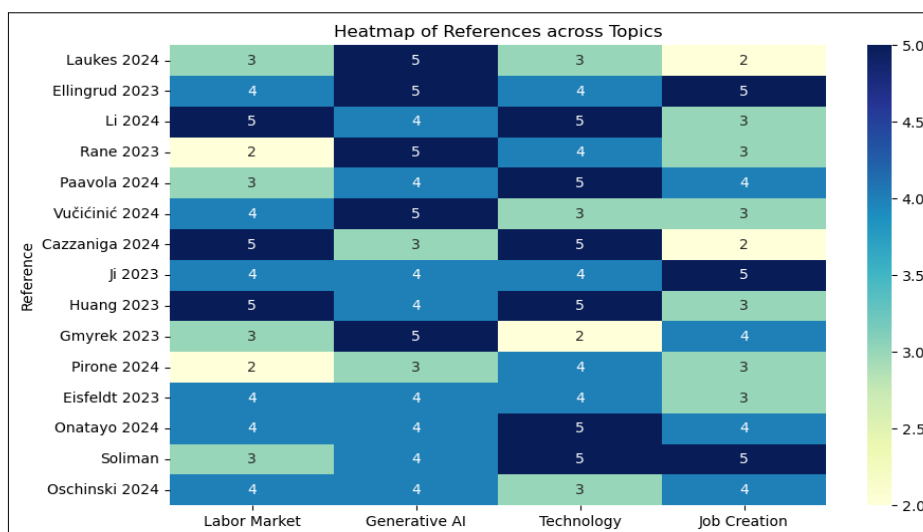 Heatmap of References across Topics
Laukes 2024 3 5 3 2
Ellingrud 2023 4 5 4 5
Li 2024 5 4 5 3
Rane 2023 2 5 4 3
Paavola 2024 3 4 5 4
Vučićinić 2024 4 5 3 3
Cazzaniga 2024 5 3 5 2
Ji 2023 4 4 4 5
Huang 2023 5 4 5 3
Gmyrek 2023 3 5 2 4
Pirone 2024 2 3 4 3
Eisfeldt 2023 4 4 4 3
Onatayo 2024 4 4 5 4
Soliman 3 4 5 5
Oschinski 2024 4 4 3 4
Labor Market Generative AI Technology Job Creation
Reference
5.0
4.5
4.0
3.5
3.0
2.5
2.0